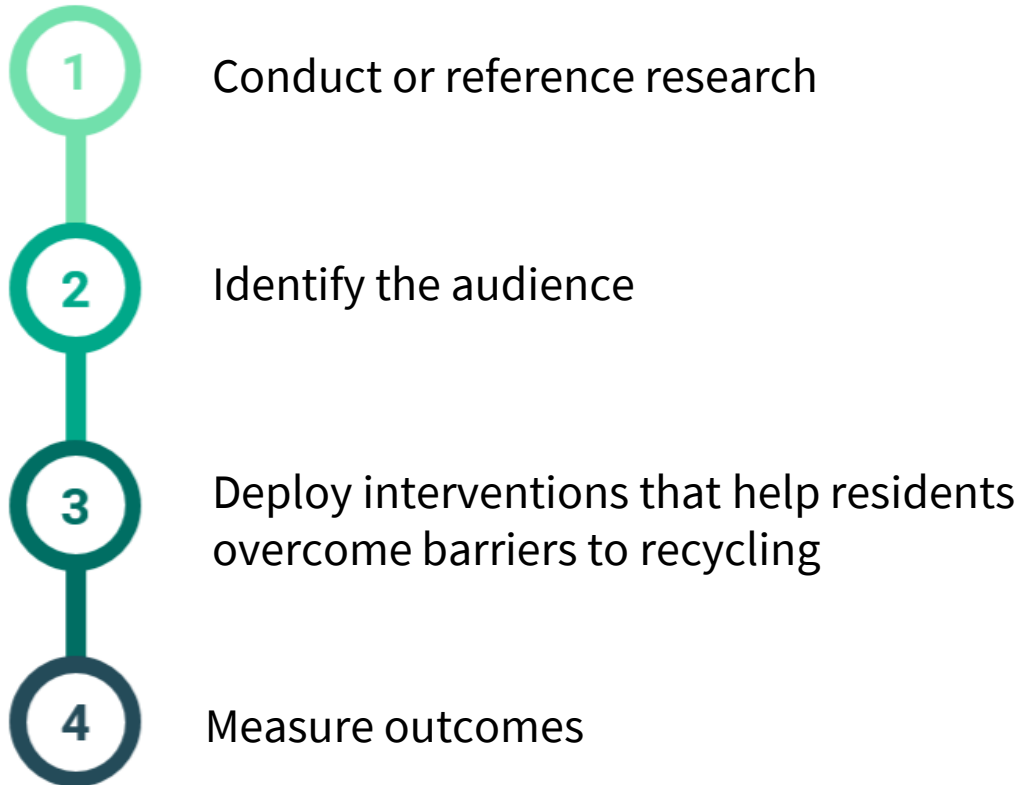 1
Conduct or reference research
2
Identify the audience
3
Deploy interventions that help residents
overcome barriers to recycling
4
Measure outcomes